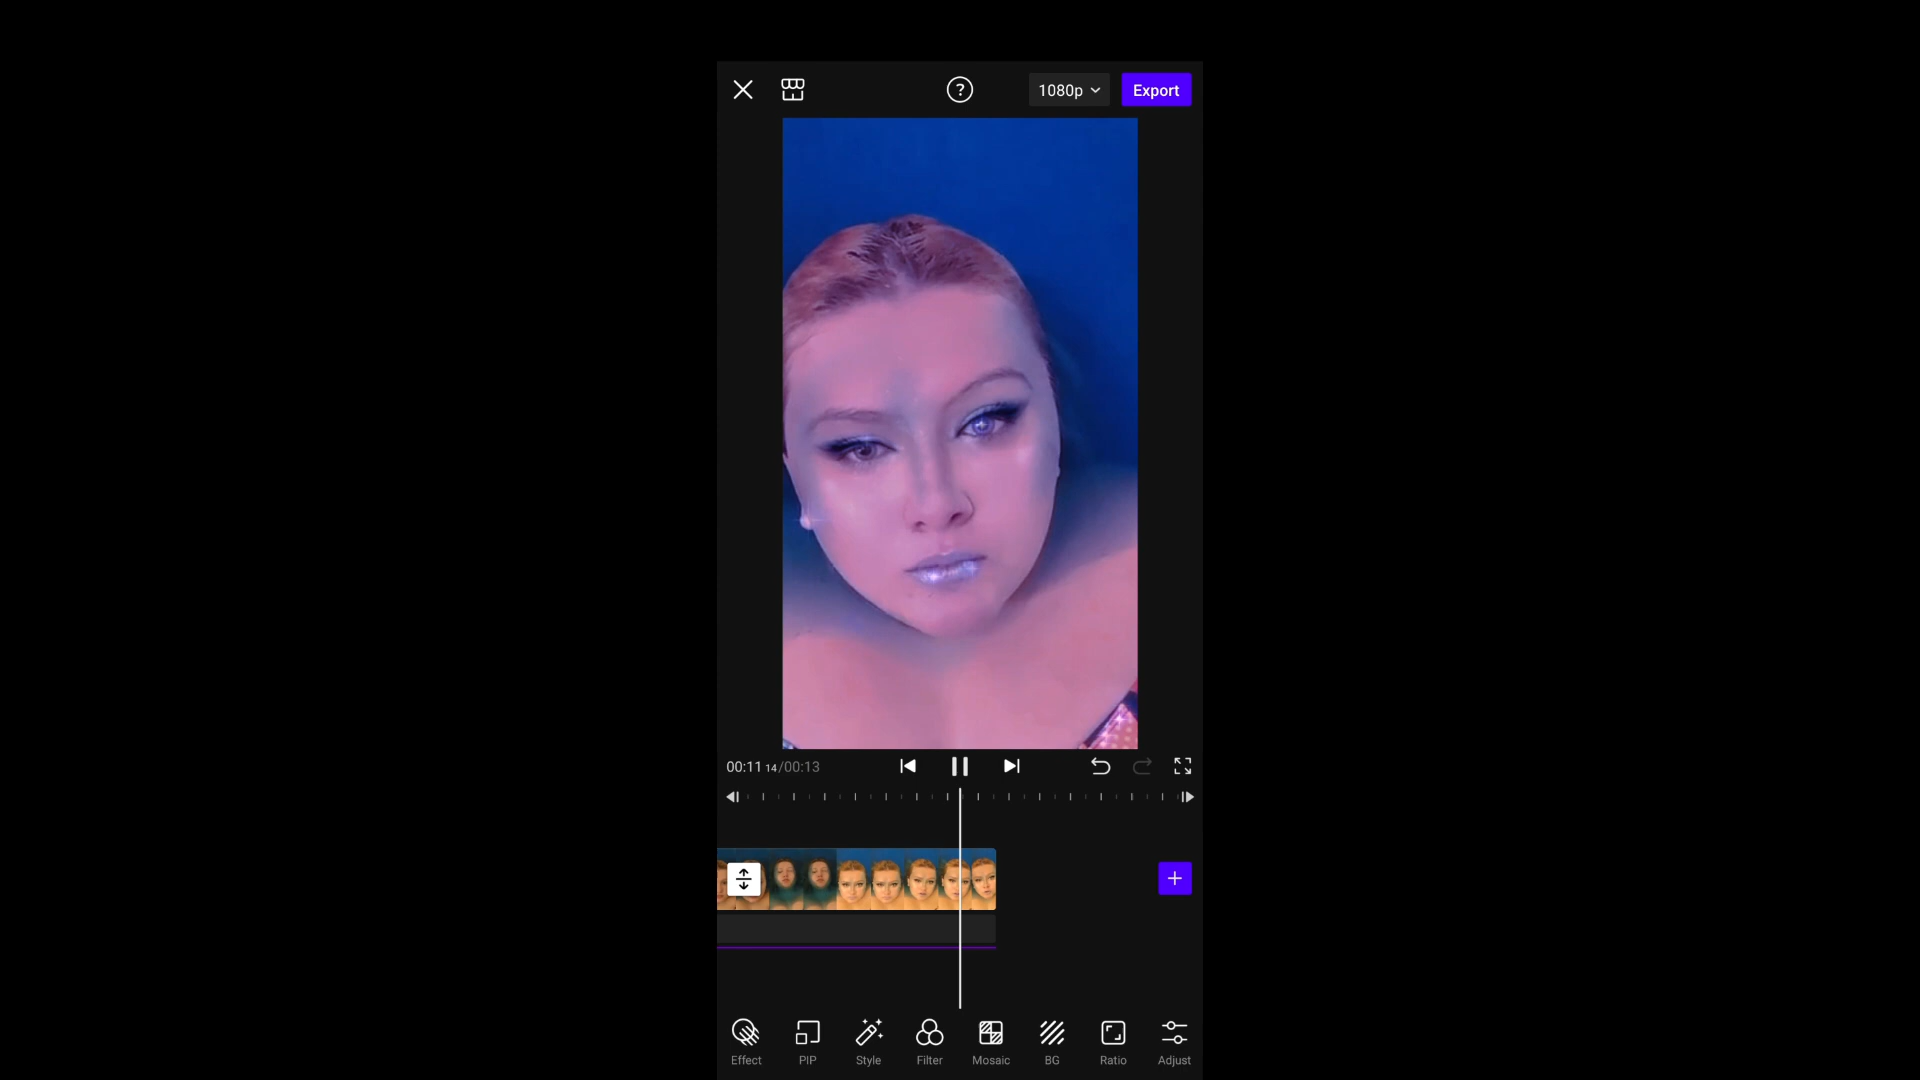 ?
1080p
Export
00:11 14/00:13
Effect
PIP
Style
Filter
Mosaic
BG
Ratio
Adjust